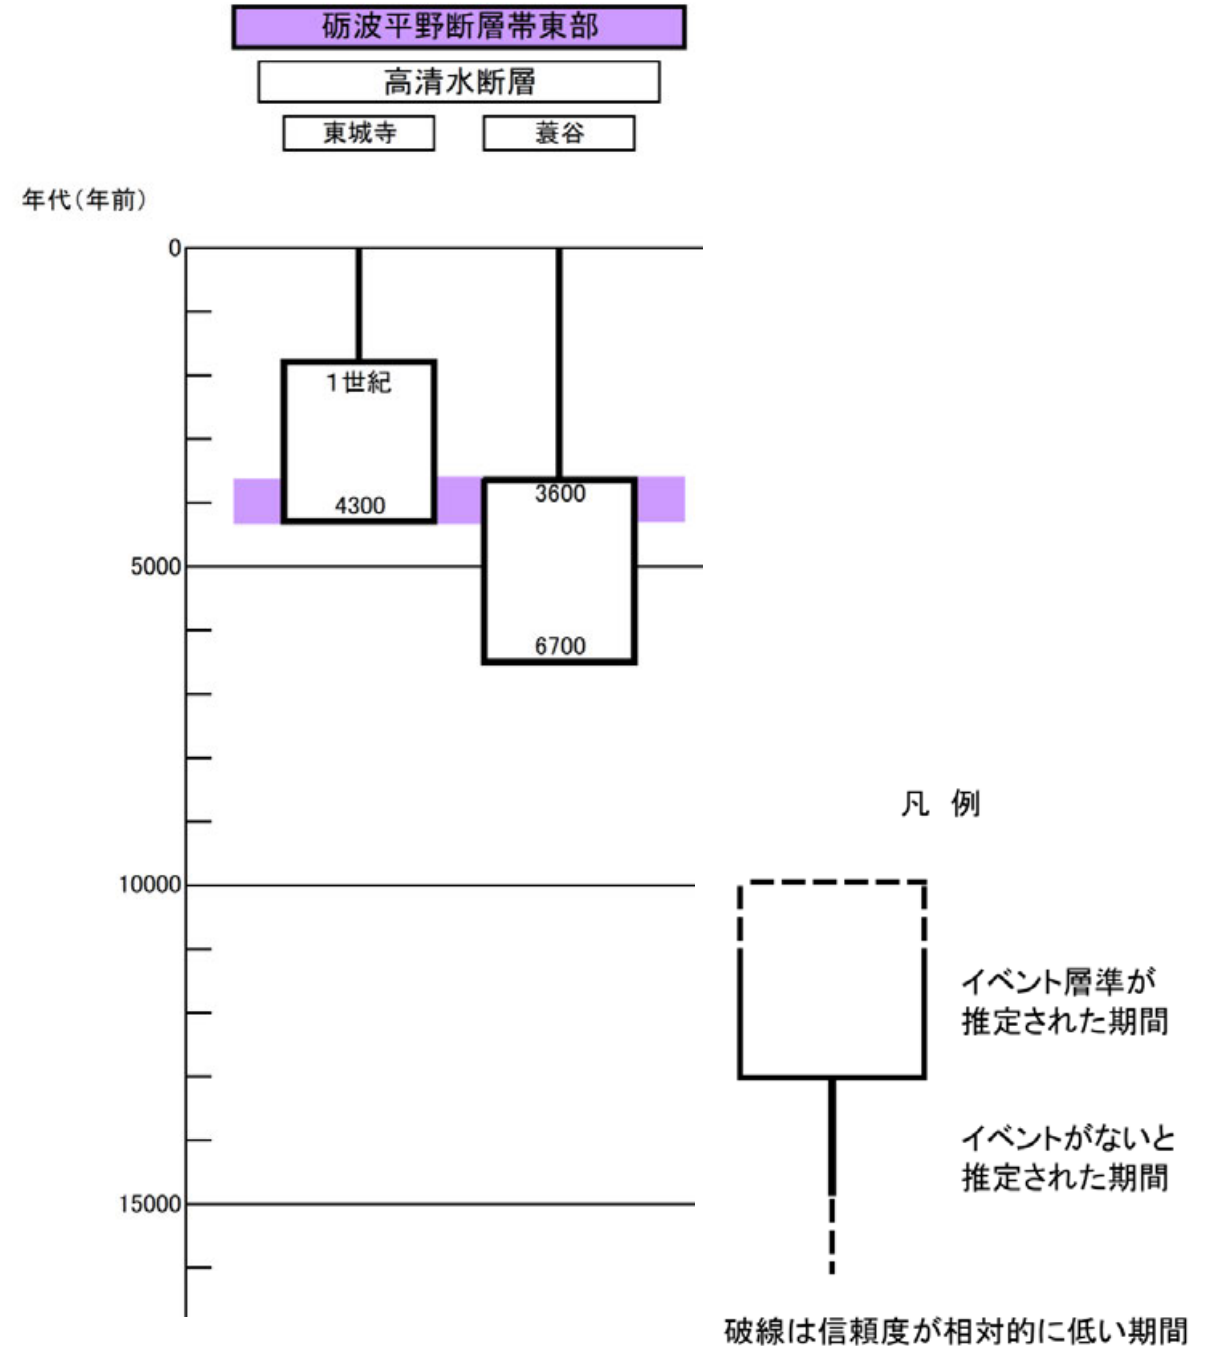 砺波平野断層帯東部
高清水断層
東城寺
蓑谷
年代(年前)
0
1世紀
4300
3600
5000
6700
凡 例
10000
イベント層準が
推定された期間
イベントがないと
推定された期間
15000
破線は信頼度が相対的に低い期間